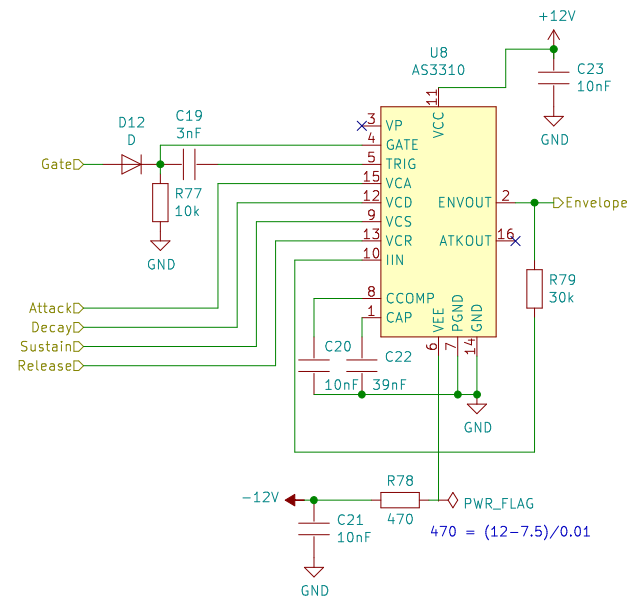 +12V
U8
AS3310
C23
10nF
GND
11
VCC
D12
D
C19
3nF
3
VP
4
GATE
Gate
5
TRIG
R77
10k
GND
15
VCA
12
VCD
ENVOUT
2
Envelope
9
VCS
13
VCR
ATKOUT
16
10
IIN
R79
30k
8
CCOMP
1
CAP
VEE
PGND
GND
6
7
14
Attack
Decay
Sustain
Release
C20
10nF
C22
39nF
GND
-12V
R78
470
PWR_FLAG
470 = (12-7.5)/0.01
C21
10nF
GND